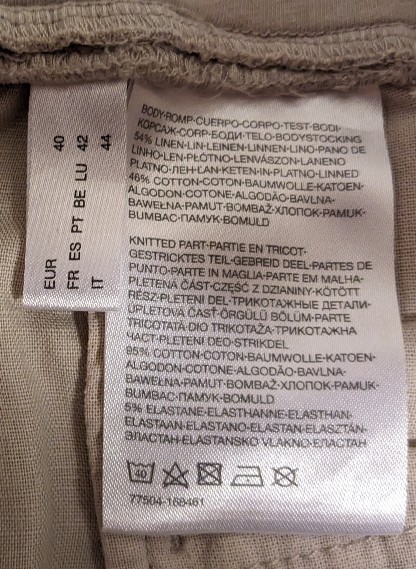 EUR 40
FR ES PT BE LU 42
IT 44
BODY-ROMP-CUERPO-CORPO-TEST-BODI-
КОРСАЖ-CORP-БОДИ-TELO-BODYSTOCKING
54% LINEN-LIN-LEINEN-LINNEN-LINO-PANO DE
LINHO-LEN-PŁÓTNO-LENVÁSZON-LANENO
PLATNO-ЛЕН-LAN-KETEN-IN-PLATNO-LINNED
46% COTTON-COTON-BAUMWOLLE-KATOEN-
ALGODON-COTONE-ALGODÃO-BAVLNA-
BAWEŁNA-PAMUT-BOMBAŽ-ХЛОПОК-PAMUK-
BUMBAC-ПАМУК-BOMULD
KNITTED PART-PARTIE EN TRICOT-
GESTRICKTES TEIL-GEBREID DEEL-PARTES DE
PUNTO-PARTE IN MAGLIA-PARTE EM MALHA-
PLETENÁ ČÁST-CZĘŚĆ Z DZIANINY-KÖTÖTT
RÉSZ-PLETENI DEL-ТРИКОТАЖНЫЕ ДЕТАЛИ-
ÚPLETOVÁ ČASŤ-ÖRGÜLÜ BÖLÜM-PARTE
TRICOTATĂ DIO TRIKOTAŽA-ТРИКОТАЖНА
ЧАСТ-PLETENI DEO-STRIKDEL
95% COTTON-COTON-BAUMWOLLE-KATOEN-
ALGODON-COTONE-ALGODÃO-BAVLNA-
BAWEŁNA-PAMUT-BOMBAŽ-ХЛОПОК-PAMUK-
BUMBAC-ПАМУК-BOMULD
5% ELASTANE-ELASTHANNE-ELASTHAN-
ELASTAAN-ELASTANO-ELASTAN-ELASZTÁN-
ЭЛАСТАН-ELASTANSKO VLAKNO-ЕЛАСТАН
40
77504-168461